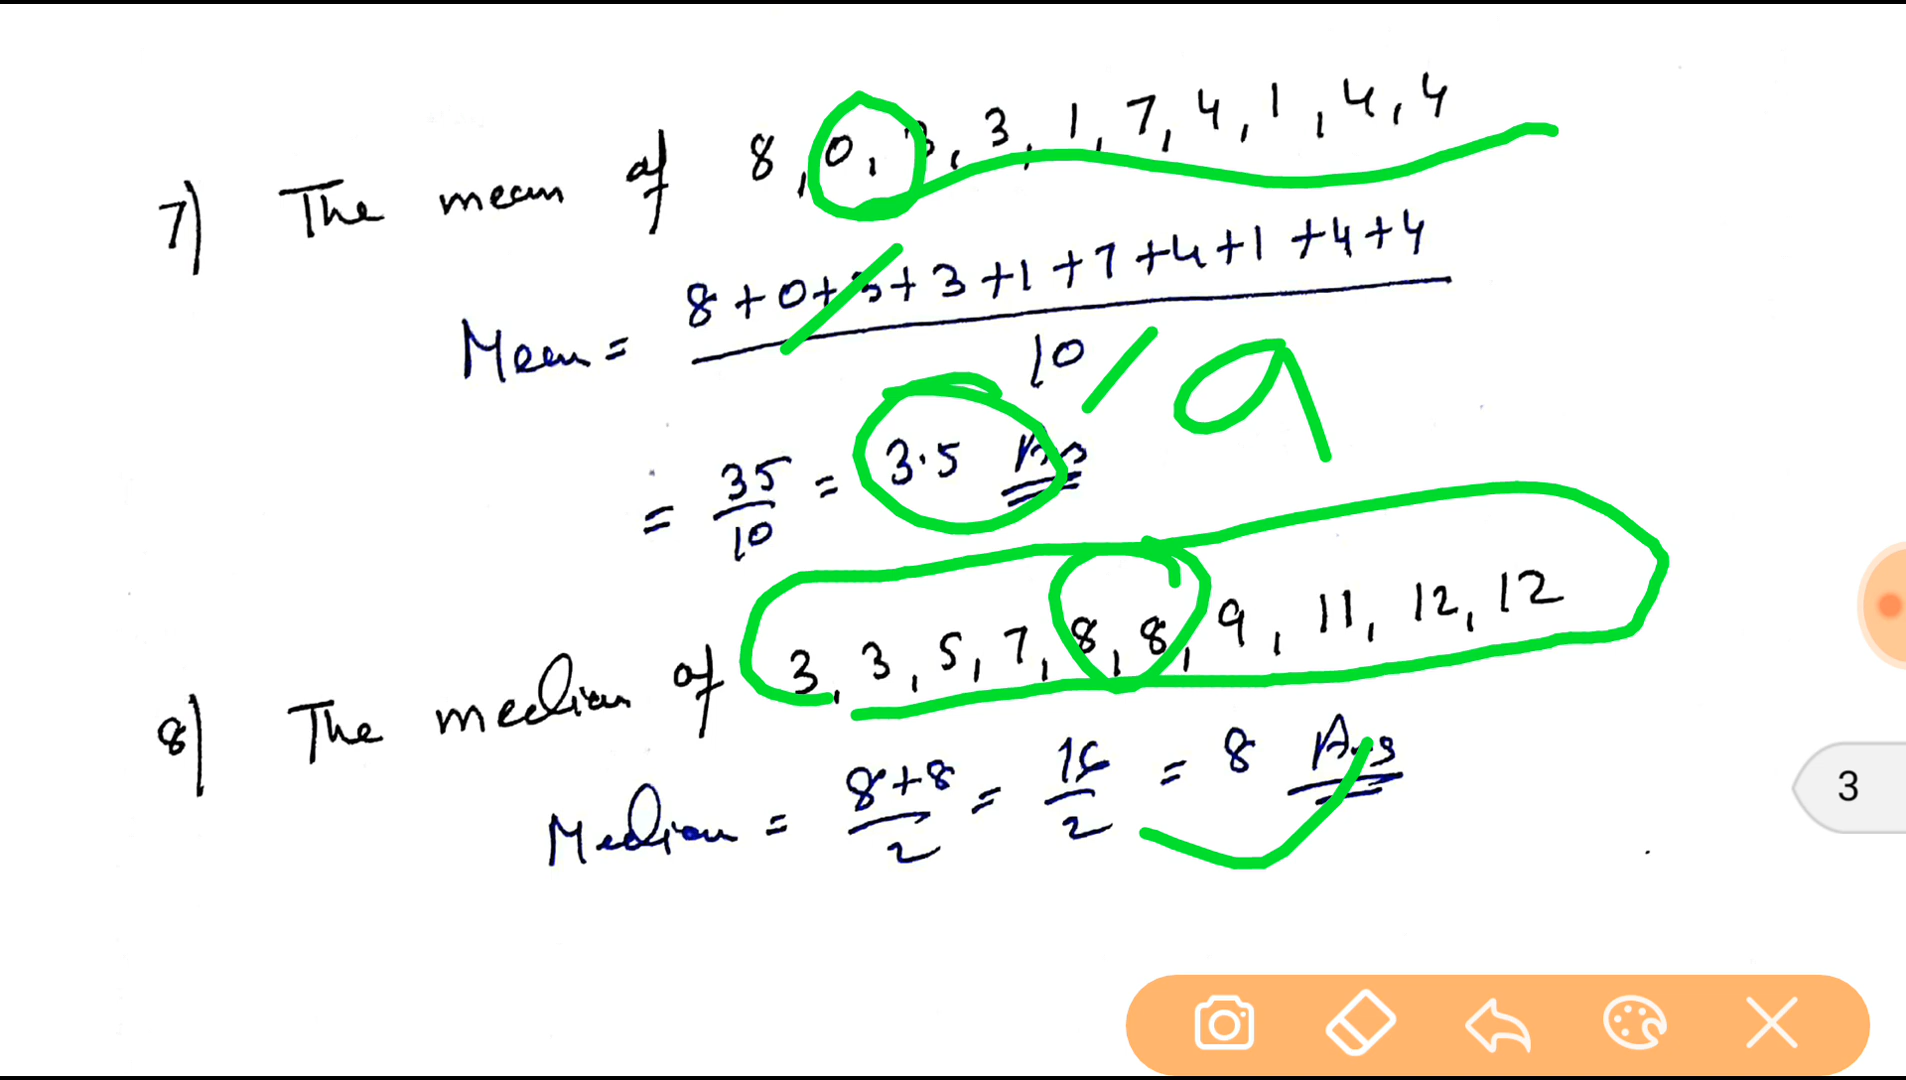 7) The mean of 8, 0, 3, 3, 1, 7, 4, 1, 4, 4
Mean = 8+0+3+3+1+7+4+1+4+4
10
9
= 35/10 = 3.5 Ans
8) The median of 3, 3, 5, 7, 8, 8, 9, 11, 12, 12
Median = 8+8/2 = 16/2 = 8 Ans
3